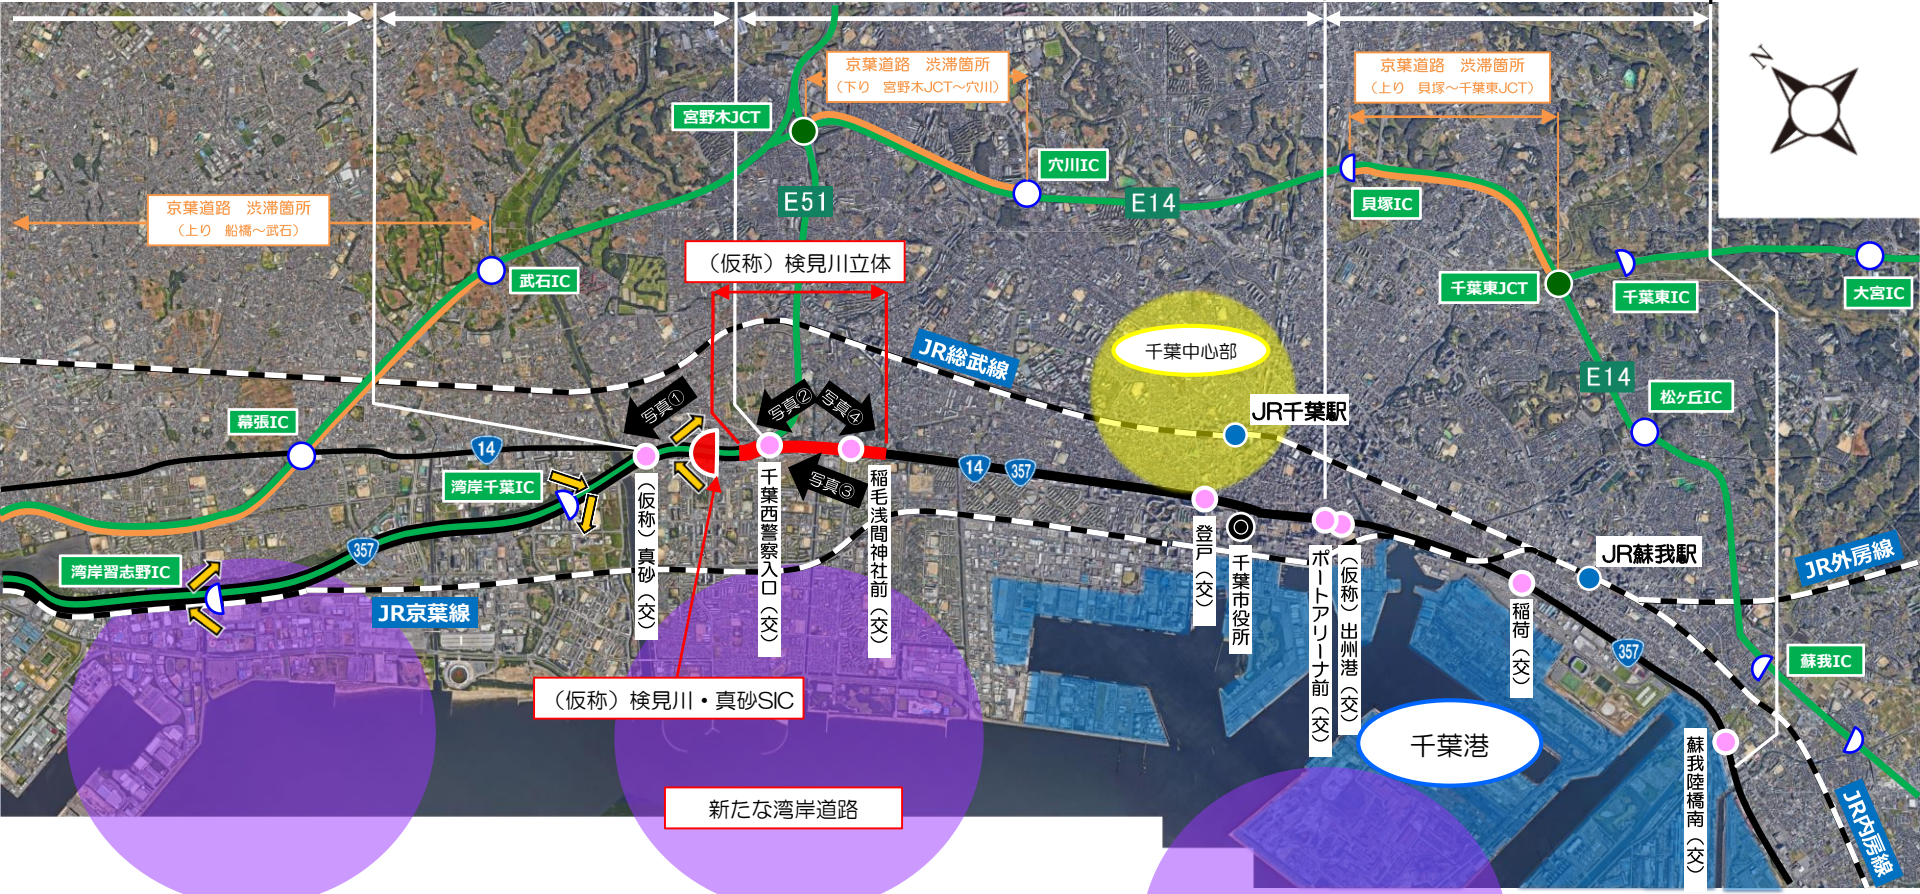 京葉道路　渋滞箇所
（下り　宮野木JCT～穴川）
京葉道路　渋滞箇所
（上り　貝塚～千葉東JCT）
N
宮野木JCT
穴川IC
E51
E14
貝塚IC
京葉道路　渋滞箇所
（上り　船橋～武石）
武石IC
（仮称）検見川立体
千葉東JCT
千葉東IC
大宮IC
JR総武線
千葉中心部
E14
松ヶ丘IC
幕張IC
写真①
写真②
写真④
JR千葉駅
14
湾岸千葉IC
写真③
14
357
（仮称）真砂（交）
千葉西警察入口（交）
稲毛浅間神社前（交）
登戸（交）
千葉市役所
ポートアリーナ前（交）
（仮称）出洲港（交）
357
湾岸習志野IC
JR京葉線
JR蘇我駅
JR外房線
稲荷（交）
357
蘇我IC
（仮称）検見川・真砂SIC
千葉港
蘇我陸橋南（交）
新たな湾岸道路
JR内房線